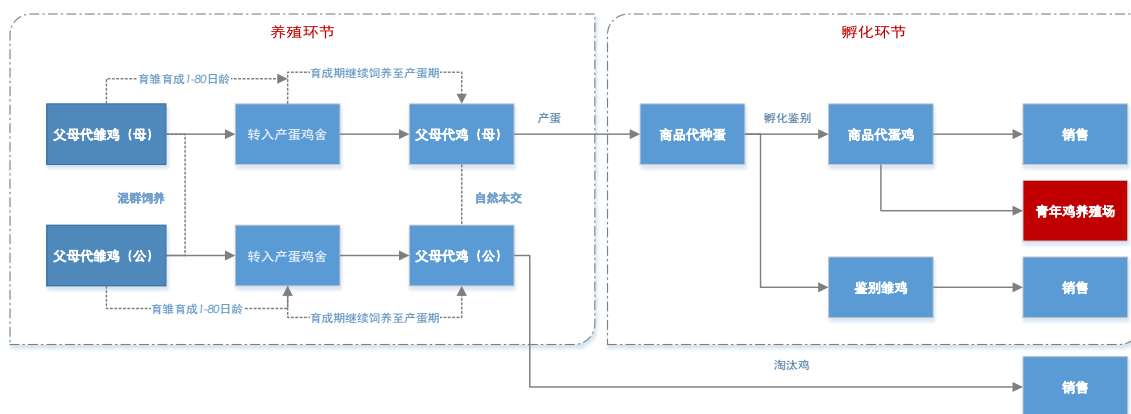 养殖环节
孵化环节
育雏育成1-80日龄
育成期继续饲养至产蛋期
父母代雏鸡（母）
转入产蛋鸡舍
父母代鸡（母）
产蛋
商品代种蛋
孵化鉴别
商品代蛋鸡
销售
混群饲养
自然本交
青年鸡养殖场
父母代雏鸡（公）
转入产蛋鸡舍
父母代鸡（公）
鉴别雏鸡
销售
育雏育成1-80日龄
育成期继续饲养至产蛋期
淘汰鸡
销售